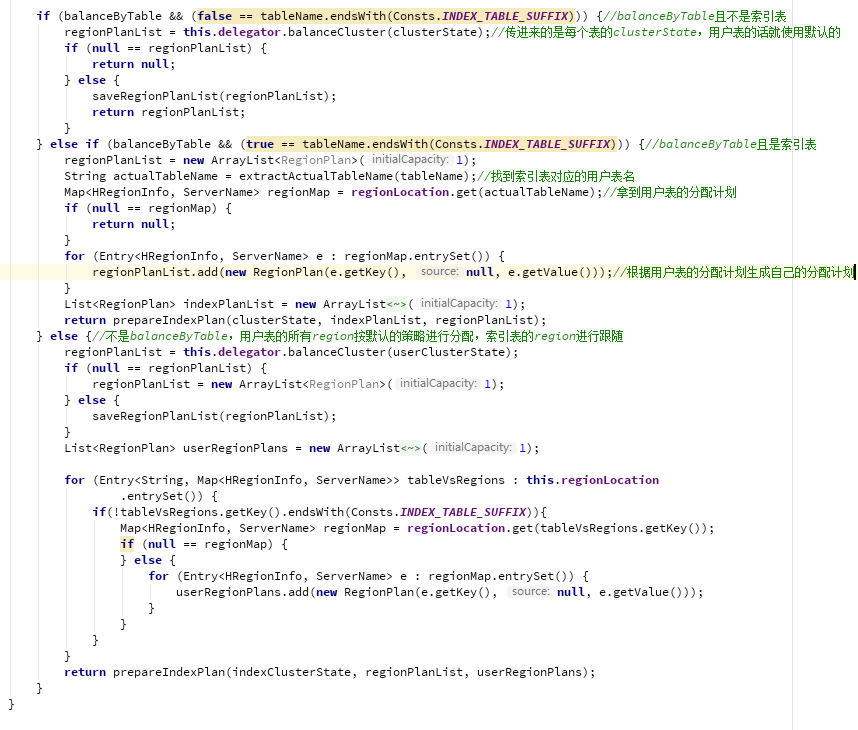 if (balanceByTable && (false == tableName.endsWith(Consts.INDEX_TABLE_SUFFIX))) {//balanceByTable且不是索引表
regionPlanList = this.delegator.balanceCluster(clusterState);//传进来的是每个表的clusterState，用户表的话就使用默认的
if (null == regionPlanList) {
return null;
} else {
saveRegionPlanList(regionPlanList);
return regionPlanList;
}
} else if (balanceByTable && (true == tableName.endsWith(Consts.INDEX_TABLE_SUFFIX))) {//balanceByTable且是索引表
regionPlanList = new ArrayList<RegionPlan>( initialCapacity: 1);
String actualTableName = extractActualTableName(tableName);//找到索引表对应的用户表名
Map<HRegionInfo, ServerName> regionMap = regionLocation.get(actualTableName);//拿到用户表的分配计划
if (null == regionMap) {
return null;
}
for (Entry<HRegionInfo, ServerName> e : regionMap.entrySet()) {
regionPlanList.add(new RegionPlan(e.getKey(), source: null, e.getValue()));//根据用户表的分配计划生成自己的分配计划
}
List<RegionPlan> indexPlanList = new ArrayList<~>( initialCapacity: 1);
return prepareIndexPlan(clusterState, indexPlanList, regionPlanList);
} else {//不是balanceByTable，用户表的所有region按默认的策略进行分配，索引表的region进行跟随
regionPlanList = this.delegator.balanceCluster(userClusterState);
if (null == regionPlanList) {
regionPlanList = new ArrayList<RegionPlan>( initialCapacity: 1);
} else {
saveRegionPlanList(regionPlanList);
}
List<RegionPlan> userRegionPlans = new ArrayList<~>( initialCapacity: 1);
for (Entry<String, Map<HRegionInfo, ServerName>> tableVsRegions : this.regionLocation
.entrySet()) {
if(!tableVsRegions.getKey().endsWith(Consts.INDEX_TABLE_SUFFIX)){
Map<HRegionInfo, ServerName> regionMap = regionLocation.get(tableVsRegions.getKey());
if (null == regionMap) {
} else {
for (Entry<HRegionInfo, ServerName> e : regionMap.entrySet()) {
userRegionPlans.add(new RegionPlan(e.getKey(), source: null, e.getValue()));
}
}
}
}
return prepareIndexPlan(indexClusterState, regionPlanList, userRegionPlans);
}
}